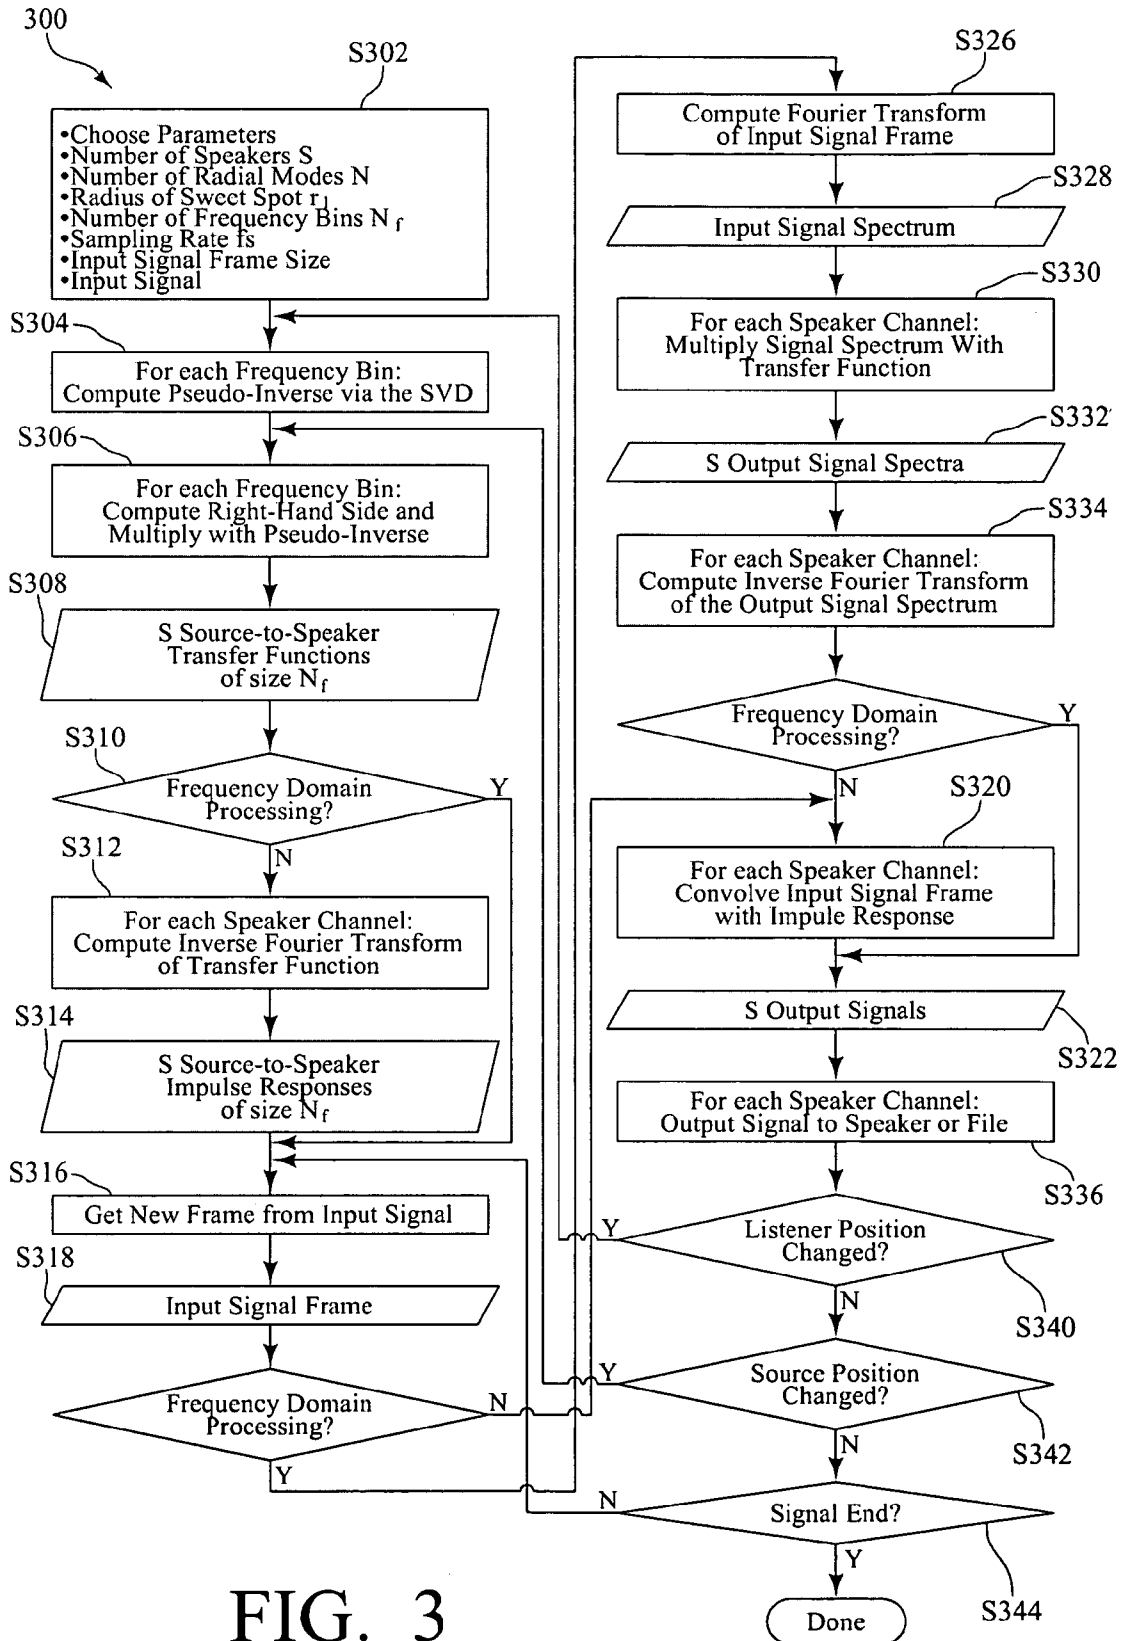 300
S302
•Choose Parameters
•Number of Speakers S
•Number of Radial Modes N
•Radius of Sweet Spot r1
•Number of Frequency Bins Nf
•Sampling Rate fs
•Input Signal Frame Size
•Input Signal
S304
For each Frequency Bin:
Compute Pseudo-Inverse via the SVD
S306
For each Frequency Bin:
Compute Right-Hand Side and
Multiply with Pseudo-Inverse
S308
S Source-to-Speaker
Transfer Functions
of size Nf
S310
Frequency Domain
Processing?
Y
N
S312
For each Speaker Channel:
Compute Inverse Fourier Transform
of Transfer Function
S314
S Source-to-Speaker
Impulse Responses
of size Nf
S316
Get New Frame from Input Signal
S318
Input Signal Frame
Frequency Domain
Processing?
N
Y
S326
Compute Fourier Transform
of Input Signal Frame
S328
Input Signal Spectrum
S330
For each Speaker Channel:
Multiply Signal Spectrum With
Transfer Function
S332
S Output Signal Spectra
S334
For each Speaker Channel:
Compute Inverse Fourier Transform
of the Output Signal Spectrum
Frequency Domain
Processing?
Y
N
S320
For each Speaker Channel:
Convolve Input Signal Frame
with Impule Response
S Output Signals
S322
For each Speaker Channel:
Output Signal to Speaker or File
S336
Y
Listener Position
Changed?
N
S340
Y
Source Position
Changed?
N
S342
N
Signal End?
Y
S344
Done
FIG. 3